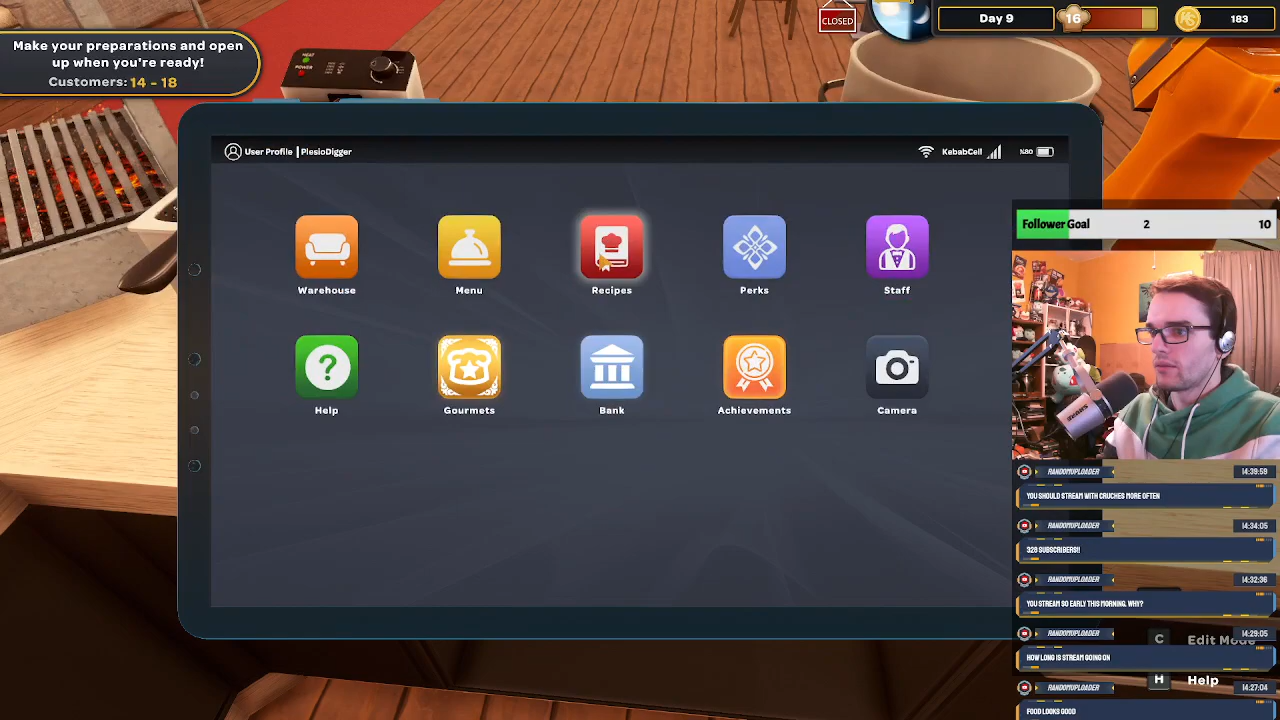 CLOSED
Day 9
16
183
Make your preparations and open
up when you're ready!
Customers: 14 - 18
User Profile | PlesioDigger
KebabCell
%80
Warehouse
Menu
Recipes
Perks
Staff
Help
Gourmets
Bank
Achievements
Camera
Follower Goal 2 10
RANDOMUPLOADER 14:39:59
YOU SHOULD STREAM WITH CRUCHES MORE OFTEN
RANDOMUPLOADER 14:34:05
328 SUBSCRIBERS!!
RANDOMUPLOADER 14:32:36
YOU STREAM SO EARLY THIS MORNING, WHY?
RANDOMUPLOADER 14:29:05
HOW LONG IS STREAM GOING ON
RANDOMUPLOADER 14:27:04
FOOD LOOKS GOOD
C Edit Mode
H Help